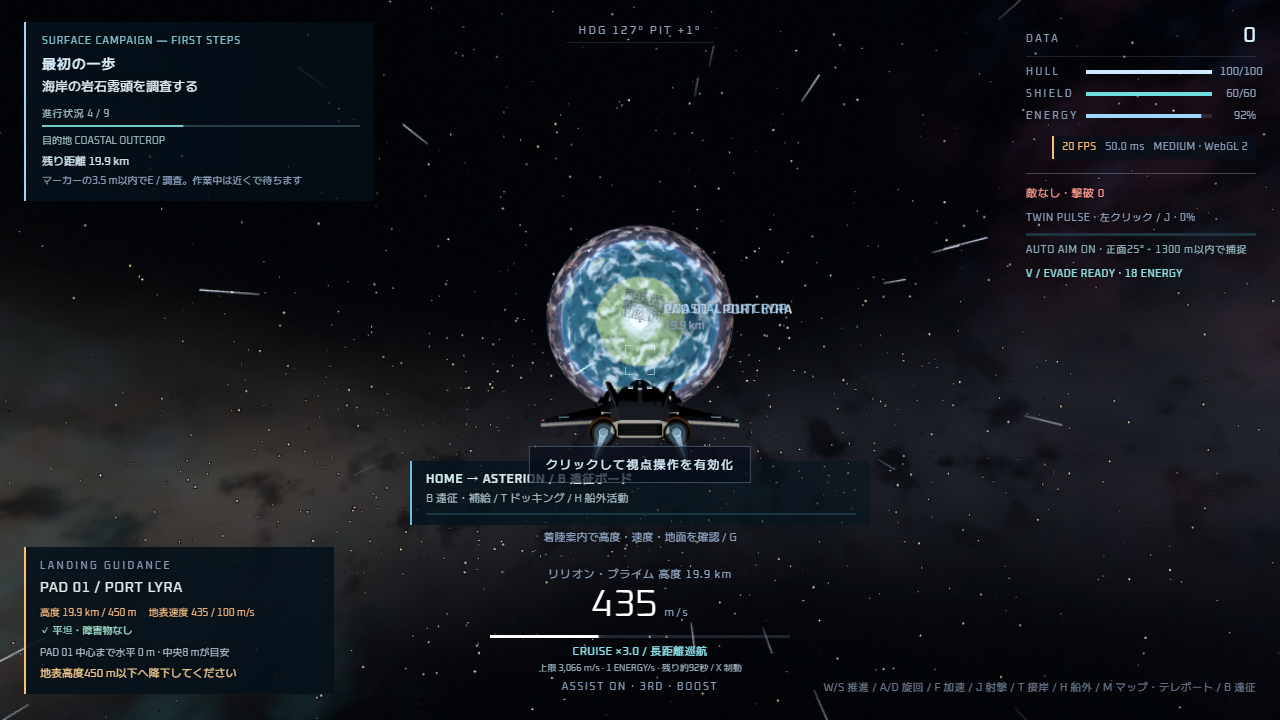 SURFACE CAMPAIGN — FIRST STEPS
最初の一歩
海岸の岩石露頭を調査する
進行状況 4 / 9
目的地 COASTAL OUTCROP
残り距離 19.9 km
マーカーの3.5 m以内でE / 調査。作業中は近くで待ちます
HDG 127° PIT +1°
DATA 0
HULL 100/100
SHIELD 60/60
ENERGY 92%
20 FPS 50.0 ms MEDIUM · WebGL 2
敵なし · 撃破 0
TWIN PULSE · 左クリック / J · 0%
AUTO AIM ON · 正面25° - 1300 m以内で捕捉
V / EVADE READY · 18 ENERGY
PAD 01 / PORT LYRA
COASTAL OUTCROP
19.9 km
クリックして視点操作を有効化
HOME → ASTERION / B 遠征ボード
B 遠征・補給 / T ドッキング / H 船外活動
着陸案内で高度・速度・地面を確認 / G
リリオン・プライム 高度 19.9 km
435 m/s
CRUISE ×3.0 / 長距離巡航
上限 3,066 m/s · 1 ENERGY/s · 残り約92秒 / X 制動
ASSIST ON · 3RD · BOOST
LANDING GUIDANCE
PAD 01 / PORT LYRA
高度 19.9 km / 450 m 地表速度 435 / 100 m/s
✓ 平坦・障害物なし
PAD 01 中心まで水平 0 m · 中央8 mが目安
地表高度450 m以下へ降下してください
W/S 推進 / A/D 旋回 / F 加速 / J 射撃 / T 接岸 / H 船外 / M マップ・テレポート / B 遠征